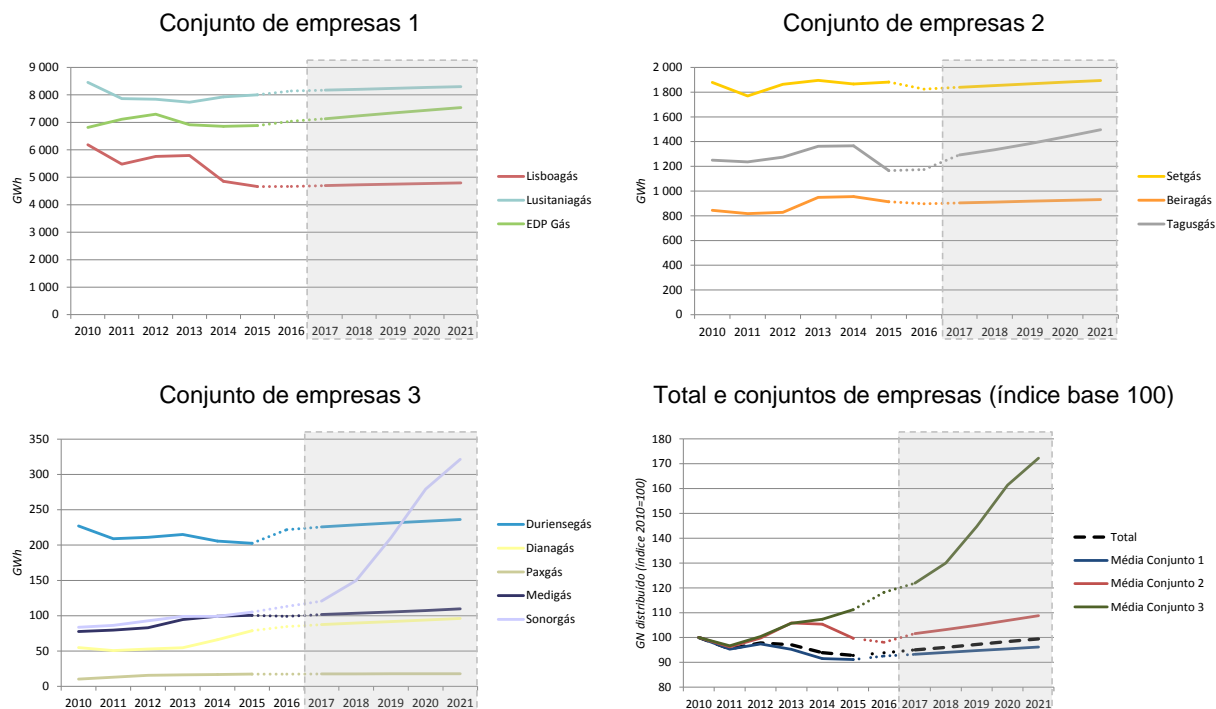 Conjunto de empresas 1
9 000
8 000
7 000
6 000
5 000
4 000
3 000
2 000
1 000
0
GWh
2010 2011 2012 2013 2014 2015 2016 2017 2018 2019 2020 2021
Lisboagás
Lusitaniagás
EDP Gás
Conjunto de empresas 2
2 000
1 800
1 600
1 400
1 200
1 000
800
600
400
200
0
GWh
2010 2011 2012 2013 2014 2015 2016 2017 2018 2019 2020 2021
Setgás
Beiragás
Tagusgás
Conjunto de empresas 3
350
300
250
200
150
100
50
0
GWh
2010 2011 2012 2013 2014 2015 2016 2017 2018 2019 2020 2021
Duriensegás
Dianagás
Paxgás
Medigás
Sonorgás
Total e conjuntos de empresas (índice base 100)
180
170
160
150
140
130
120
110
100
90
80
GN distribuído (índice 2010=100)
2010 2011 2012 2013 2014 2015 2016 2017 2018 2019 2020 2021
Total
Média Conjunto 1
Média Conjunto 2
Média Conjunto 3